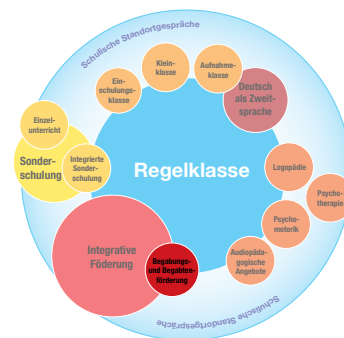 Schulische Standortgespräche
Klein-
klasse
Aufnahme-
klasse
Ein-
schulungs-
klasse
Deutsch
als Zweit-
sprache
Einzel-
unterricht
Sonder-
schulung
Integrierte
Sonder-
schulung
Regelklasse
Logopädie
Psycho-
therapie
Psycho-
motorik
Integrative
Föderung
Begabungs-
und Begabten-
förderung
Audiopäda-
gogische
Angebote
Schulische Standortgespräche